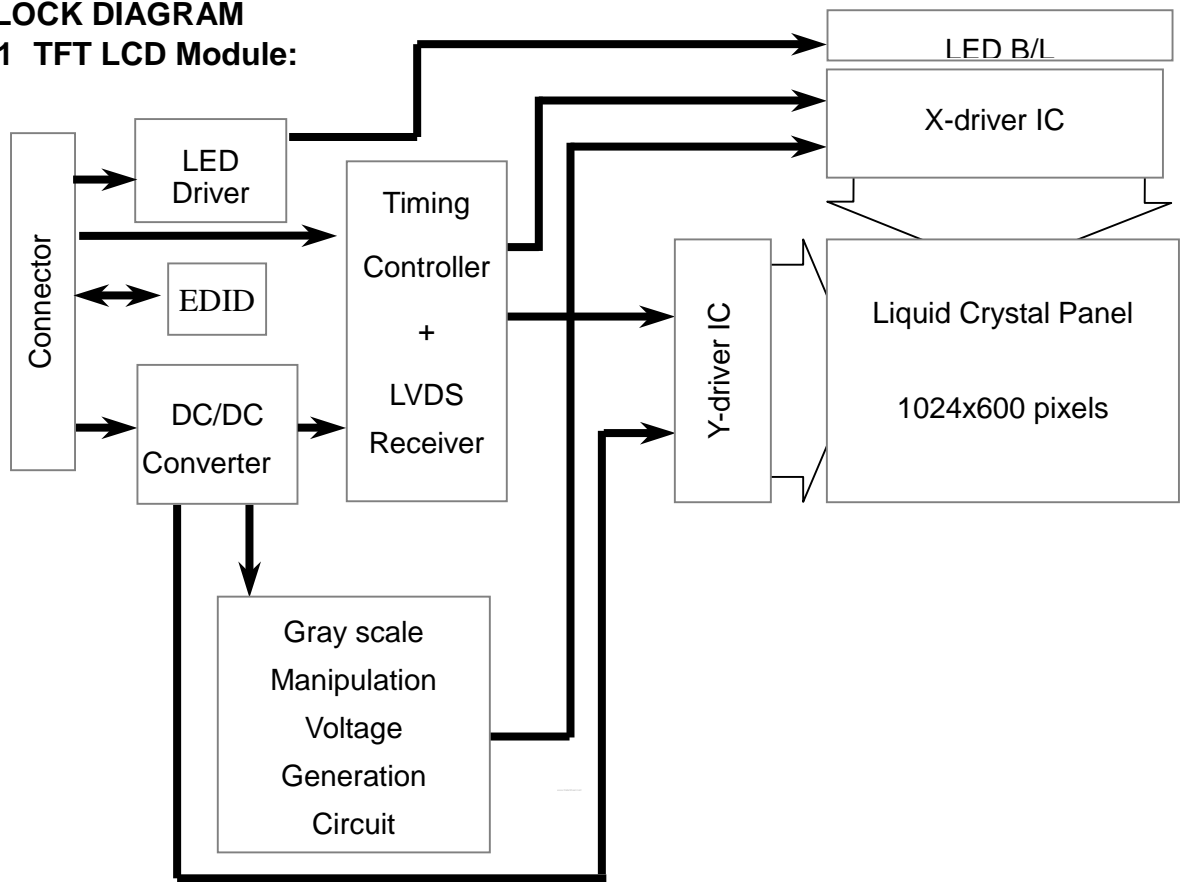 LOCK DIAGRAM
1 TFT LCD Module:
LED B/L
X-driver IC
LED
Driver
Timing
Controller
+
LVDS
Receiver
Connector
EDID
DC/DC
Converter
Y-driver IC
Liquid Crystal Panel
1024x600 pixels
Gray scale
Manipulation
Voltage
Generation
Circuit